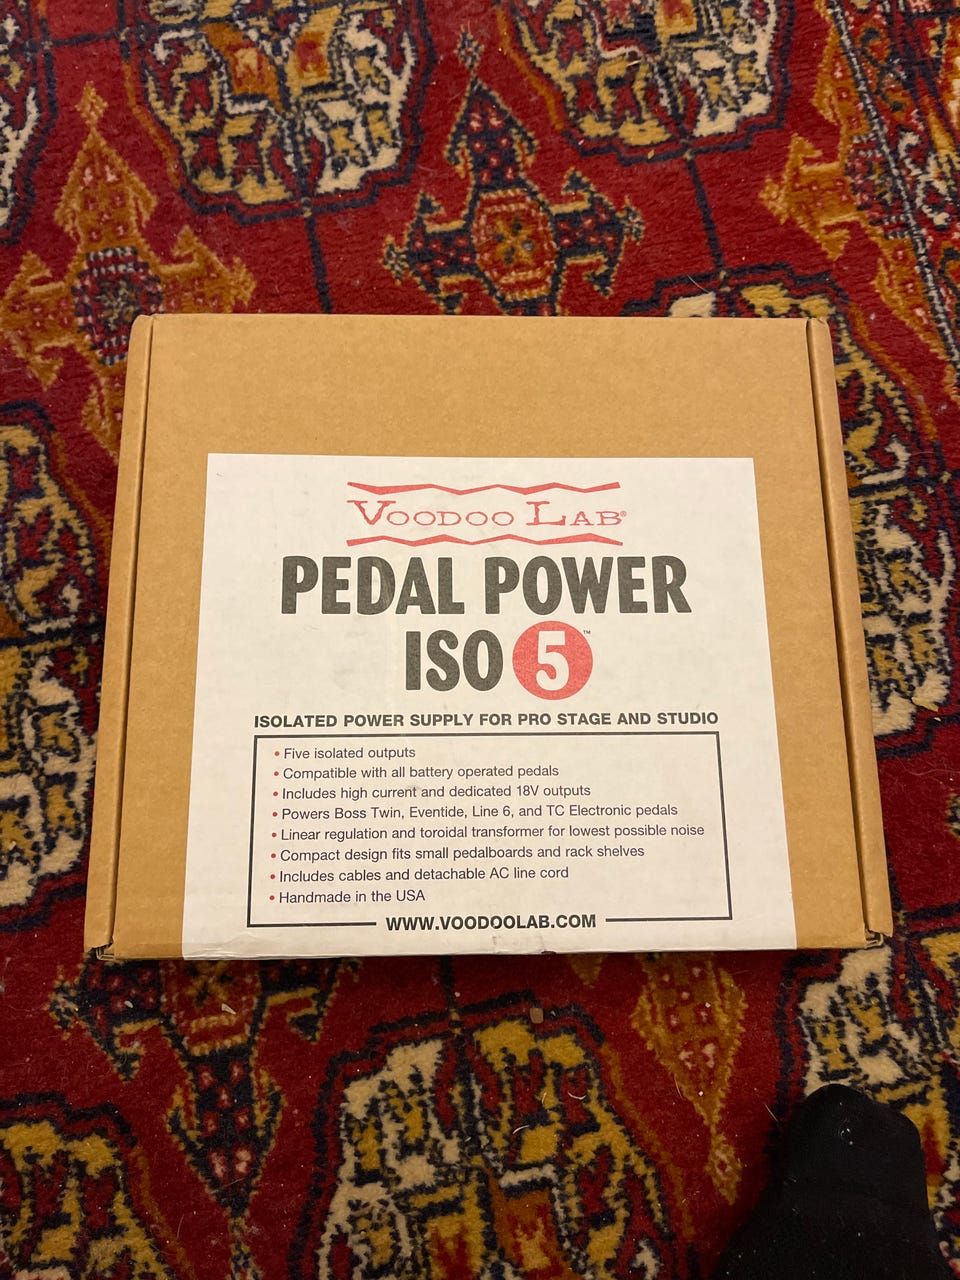 VOODOO LAB®
PEDAL POWER
ISO 5™
ISOLATED POWER SUPPLY FOR PRO STAGE AND STUDIO
• Five isolated outputs
• Compatible with all battery operated pedals
• Includes high current and dedicated 18V outputs
• Powers Boss Twin, Eventide, Line 6, and TC Electronic pedals
• Linear regulation and toroidal transformer for lowest possible noise
• Compact design fits small pedalboards and rack shelves
• Includes cables and detachable AC line cord
• Handmade in the USA
WWW.VOODOOLAB.COM